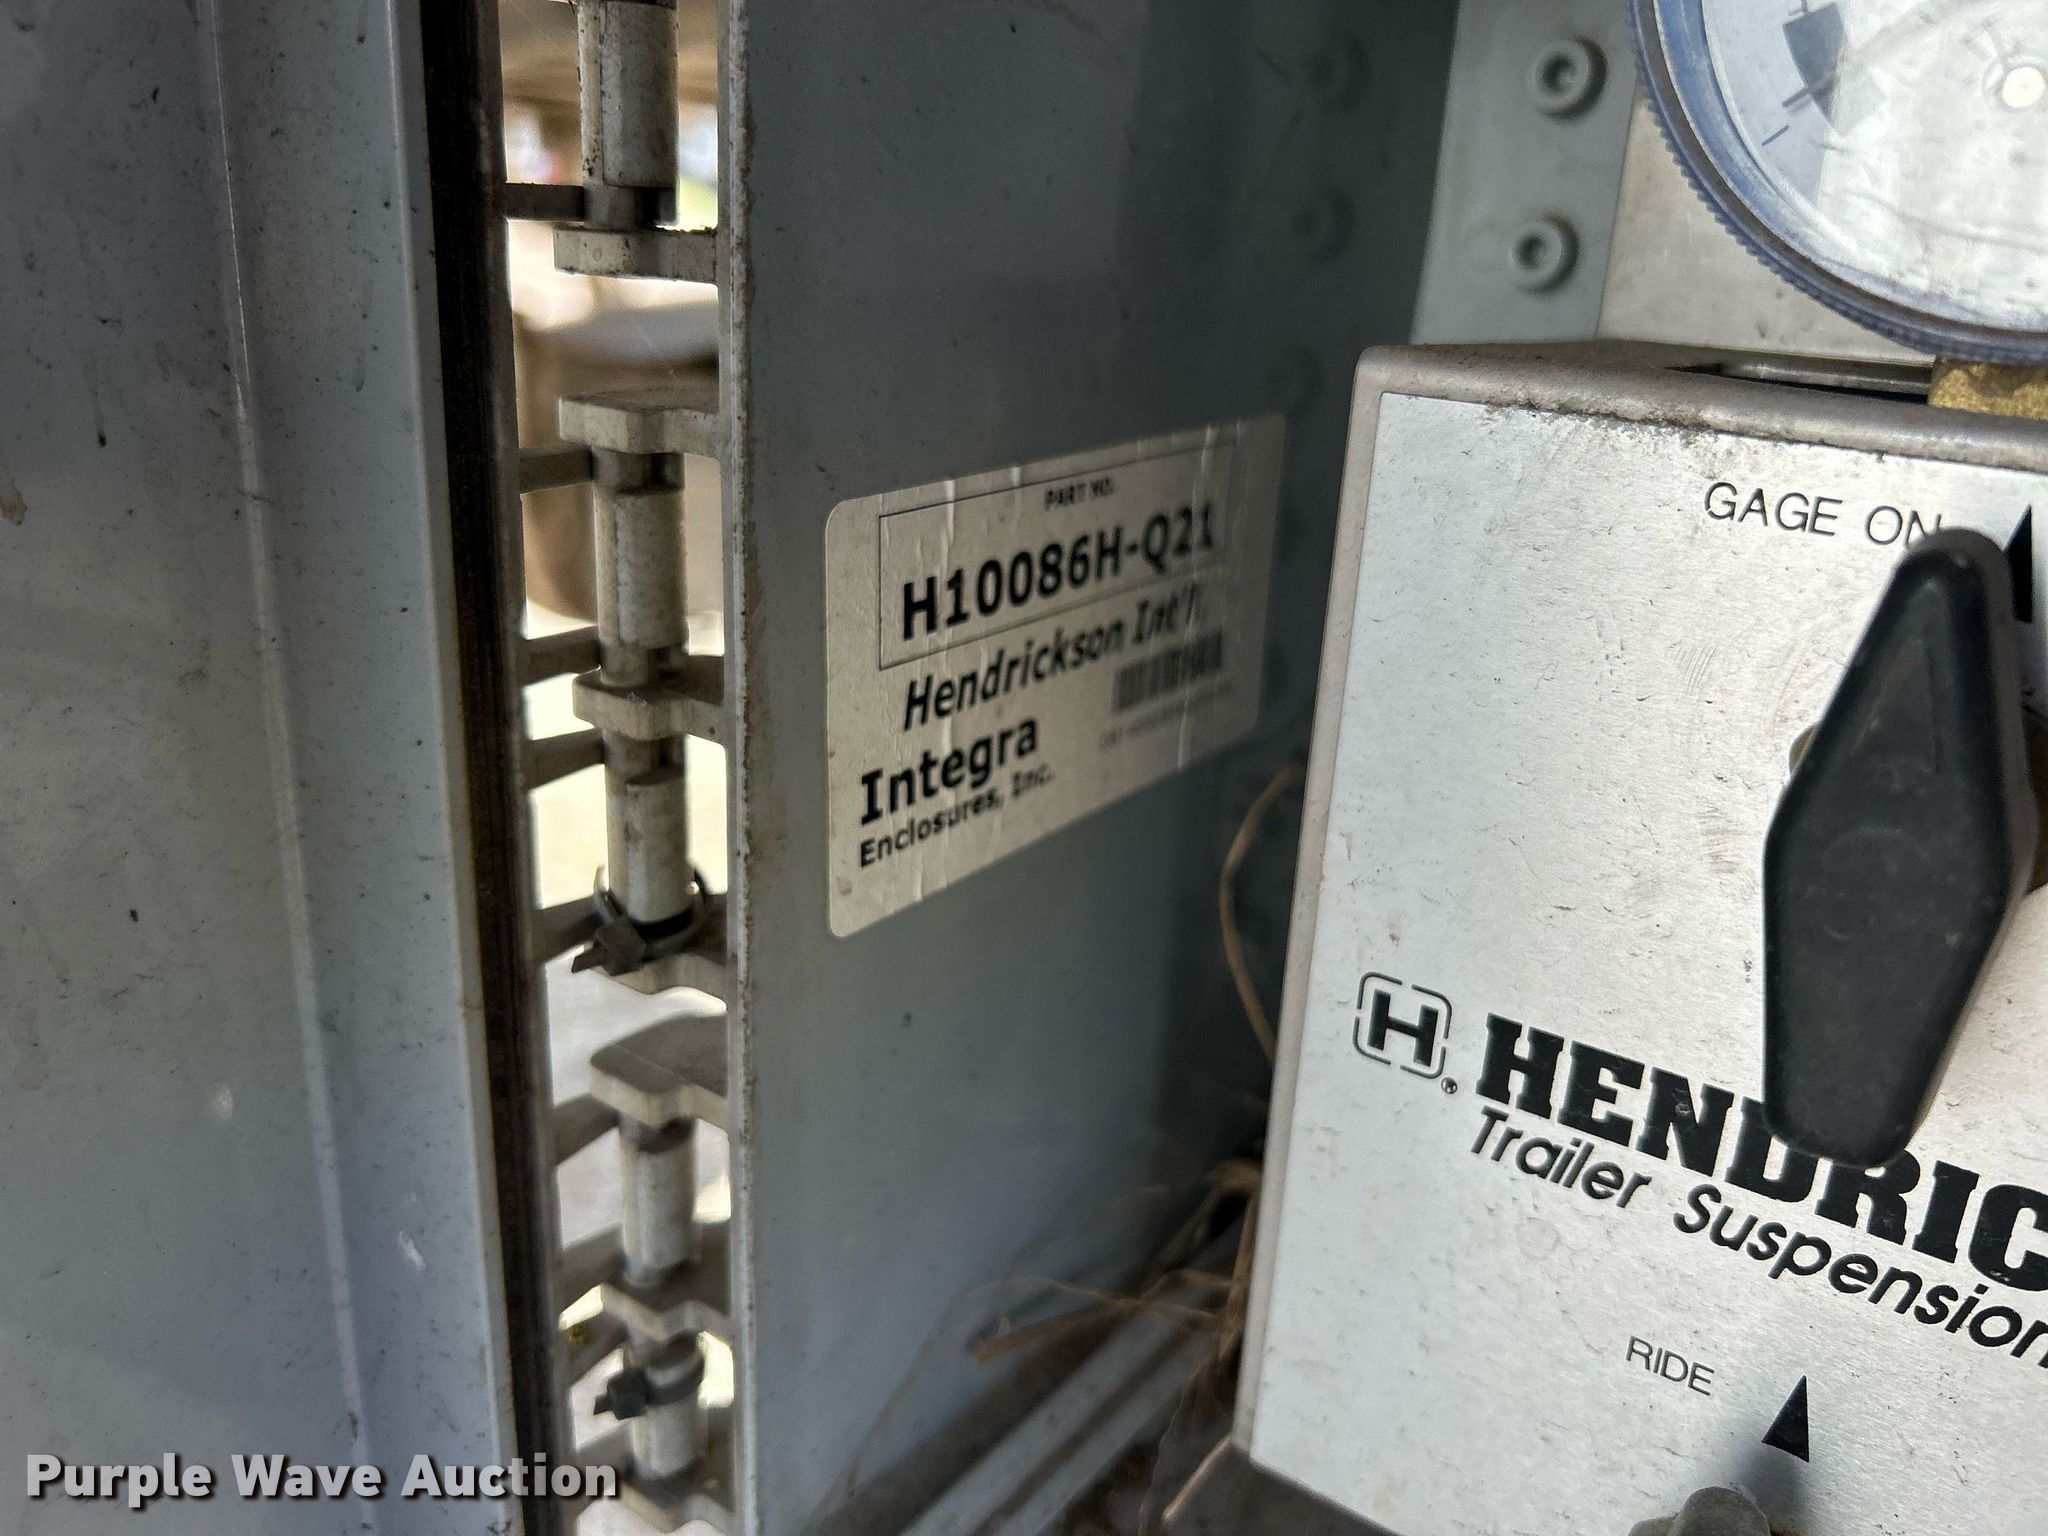 PART NO.
H10086H-Q21
Hendrickson Int'l,
Integra
Enclosures, Inc.
GAGE ON
H®
HENDRIC
Trailer Suspension
RIDE
Purple Wave Auction